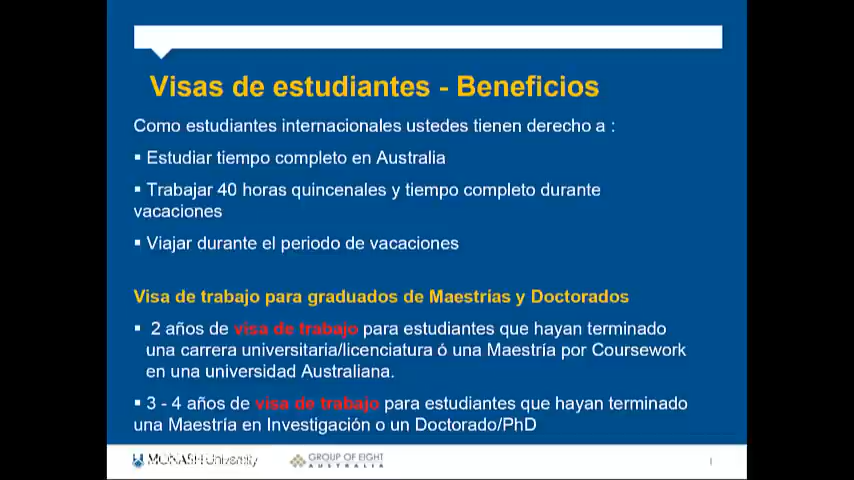 Visas de estudiantes - Beneficios
Como estudiantes internacionales ustedes tienen derecho a :
▪ Estudiar tiempo completo en Australia
▪ Trabajar 40 horas quincenales y tiempo completo durante
vacaciones
▪ Viajar durante el periodo de vacaciones
Visa de trabajo para graduados de Maestrias y Doctorados
▪ 2 años de visa de trabajo para estudiantes que hayan terminado
una carrera universitaria/licenciatura ó una Maestría por Coursework
en una universidad Australiana.
▪ 3 - 4 años de visa de trabajo para estudiantes que hayan terminado
una Maestría en Investigación o un Doctorado/PhD
MONASH University
GROUP OF EIGHT
AUSTRALIA